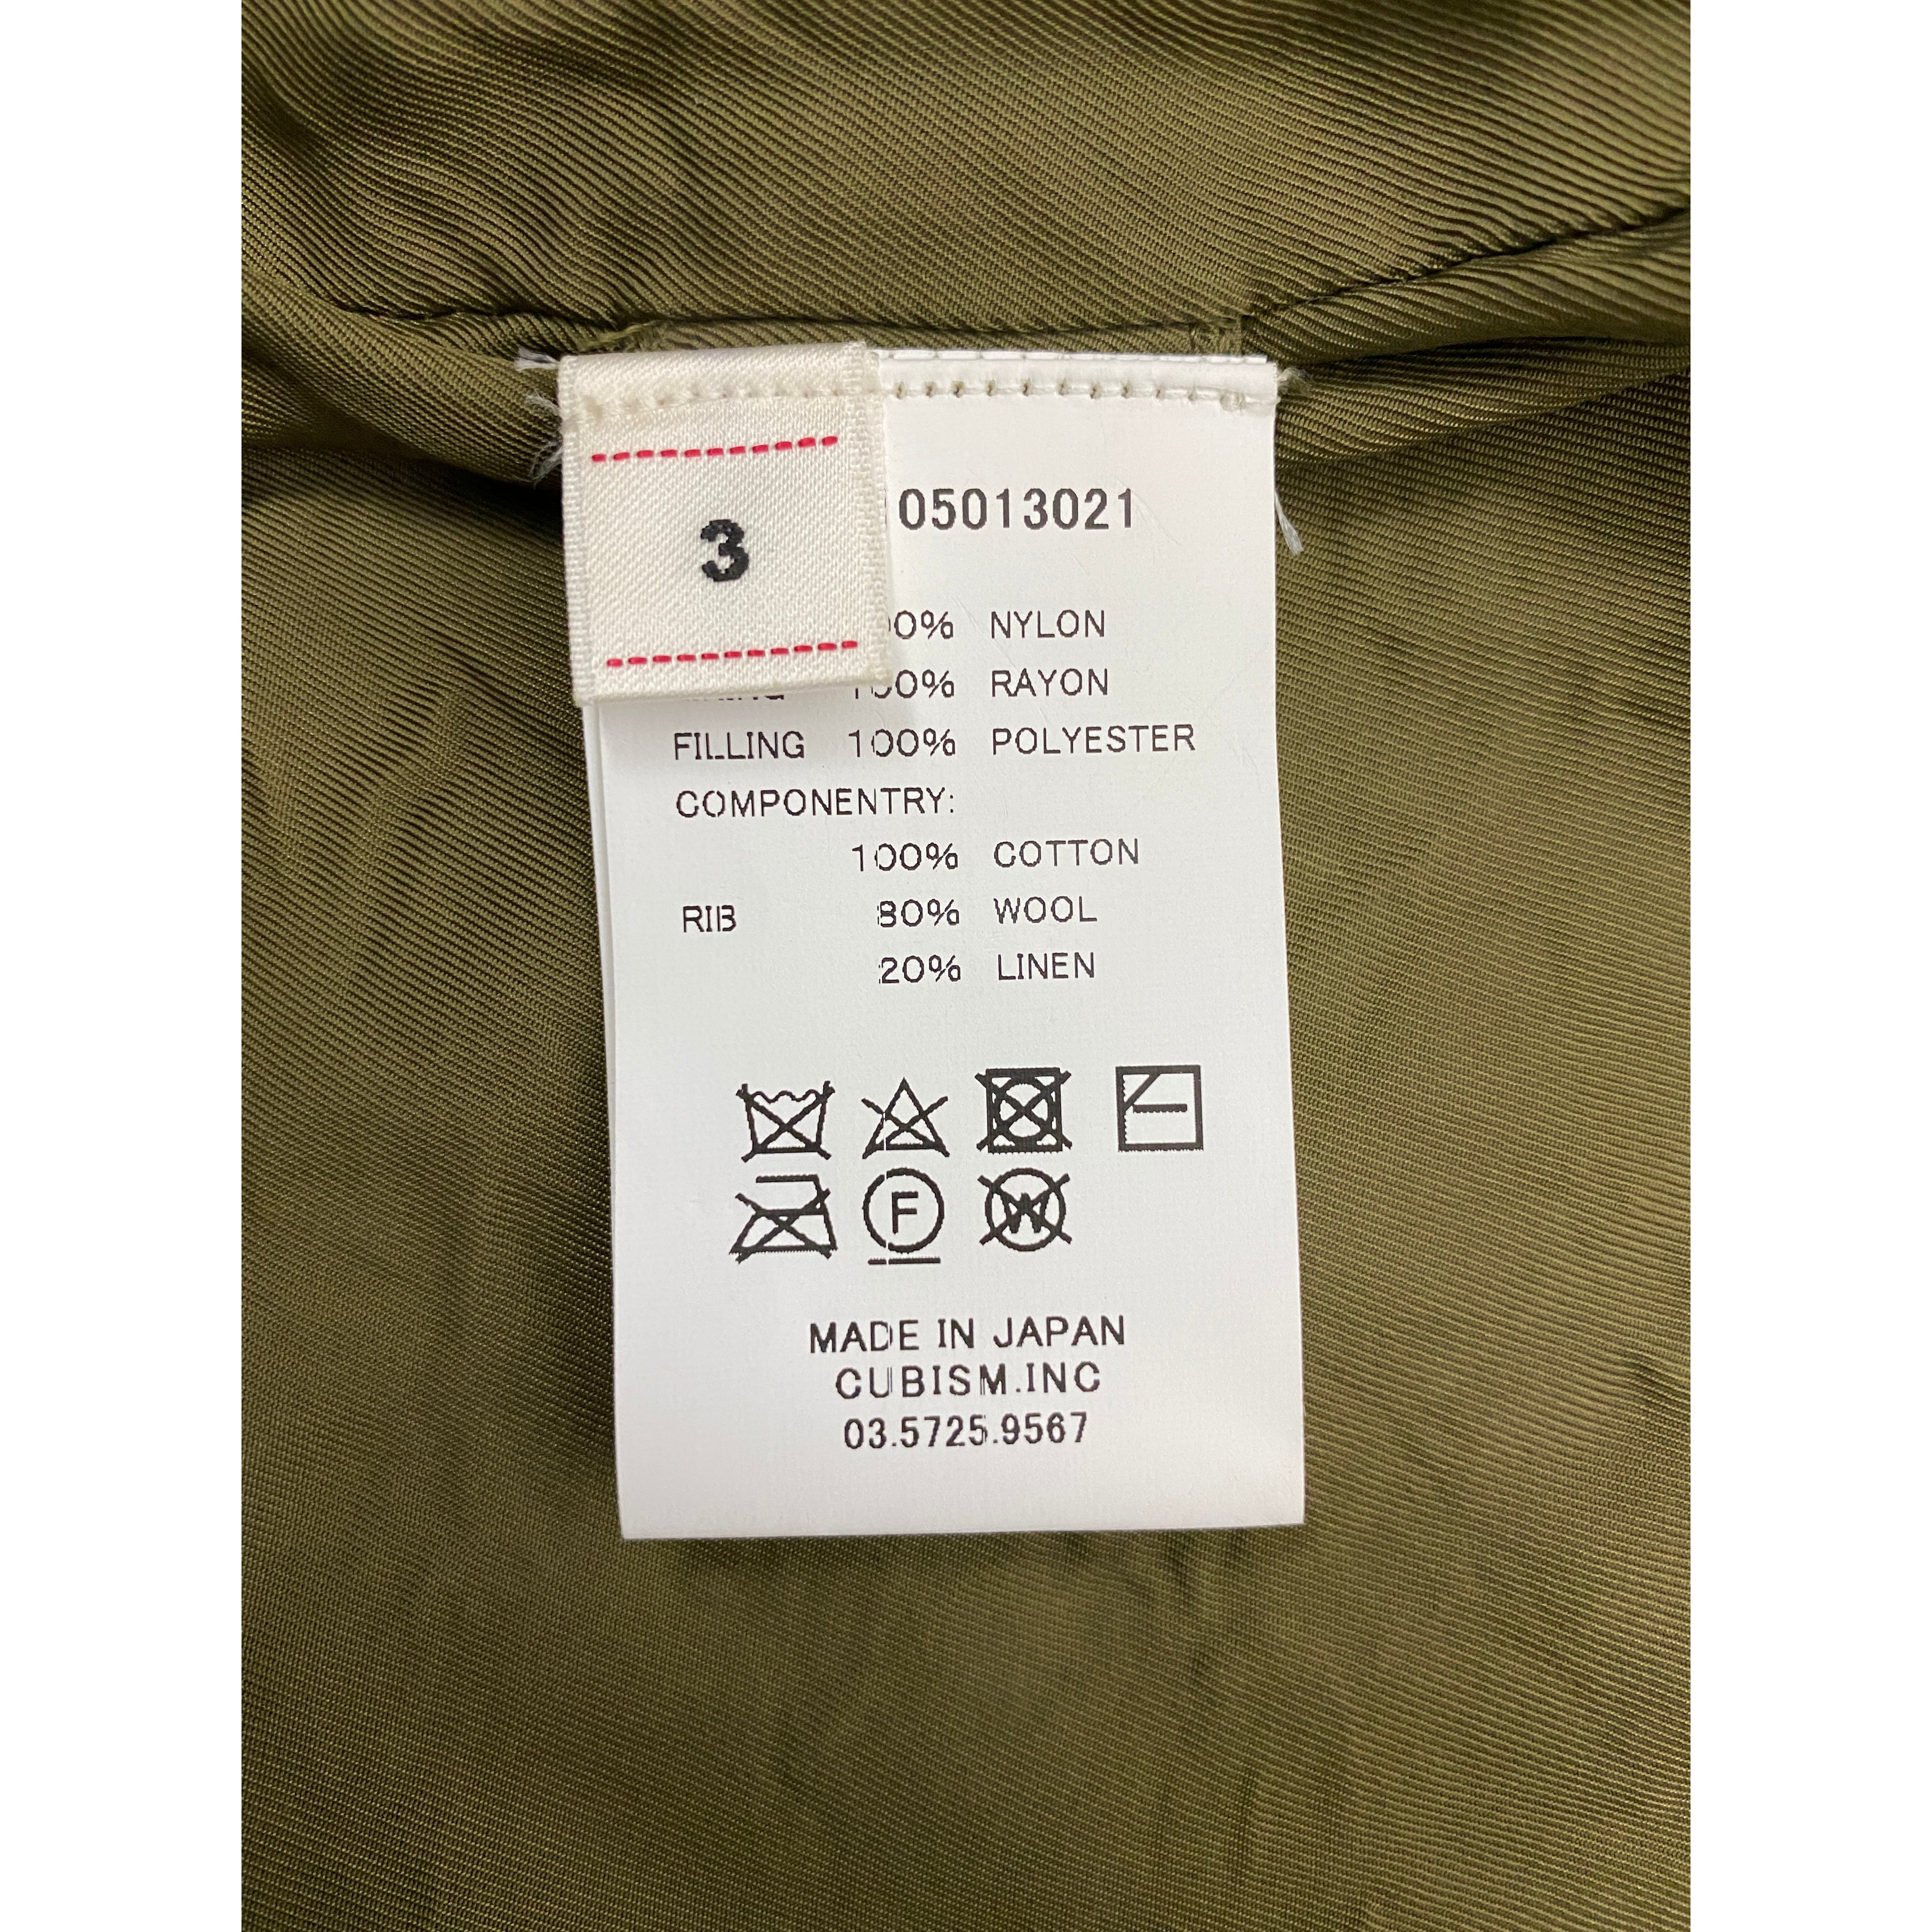 3
05013021
0% NYLON
100% RAYON
FILLING 100% POLYESTER
COMPONENTRY:
100% COTTON
RIB 80% WOOL
20% LINEN
F
W
MADE IN JAPAN
CUBISM.INC
03.5725.9567